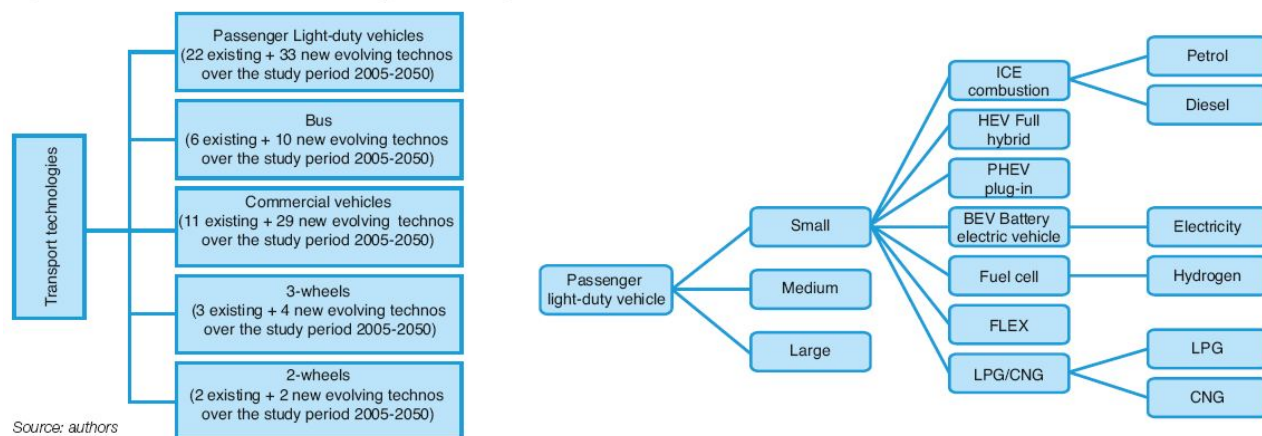 Transport technologies
Passenger Light-duty vehicles
(22 existing + 33 new evolving technos
over the study period 2005-2050)
Bus
(6 existing + 10 new evolving technos
over the study period 2005-2050)
Commercial vehicles
(11 existing + 29 new evolving technos
over the study period 2005-2050)
3-wheels
(3 existing + 4 new evolving technos
over the study period 2005-2050)
2-wheels
(2 existing + 2 new evolving technos
over the study period 2005-2050)
Source: authors
Passenger
light-duty vehicle
Small
Medium
Large
ICE
combustion
HEV Full
hybrid
PHEV
plug-in
BEV Battery
electric vehicle
Fuel cell
FLEX
LPG/CNG
Petrol
Diesel
Electricity
Hydrogen
LPG
CNG